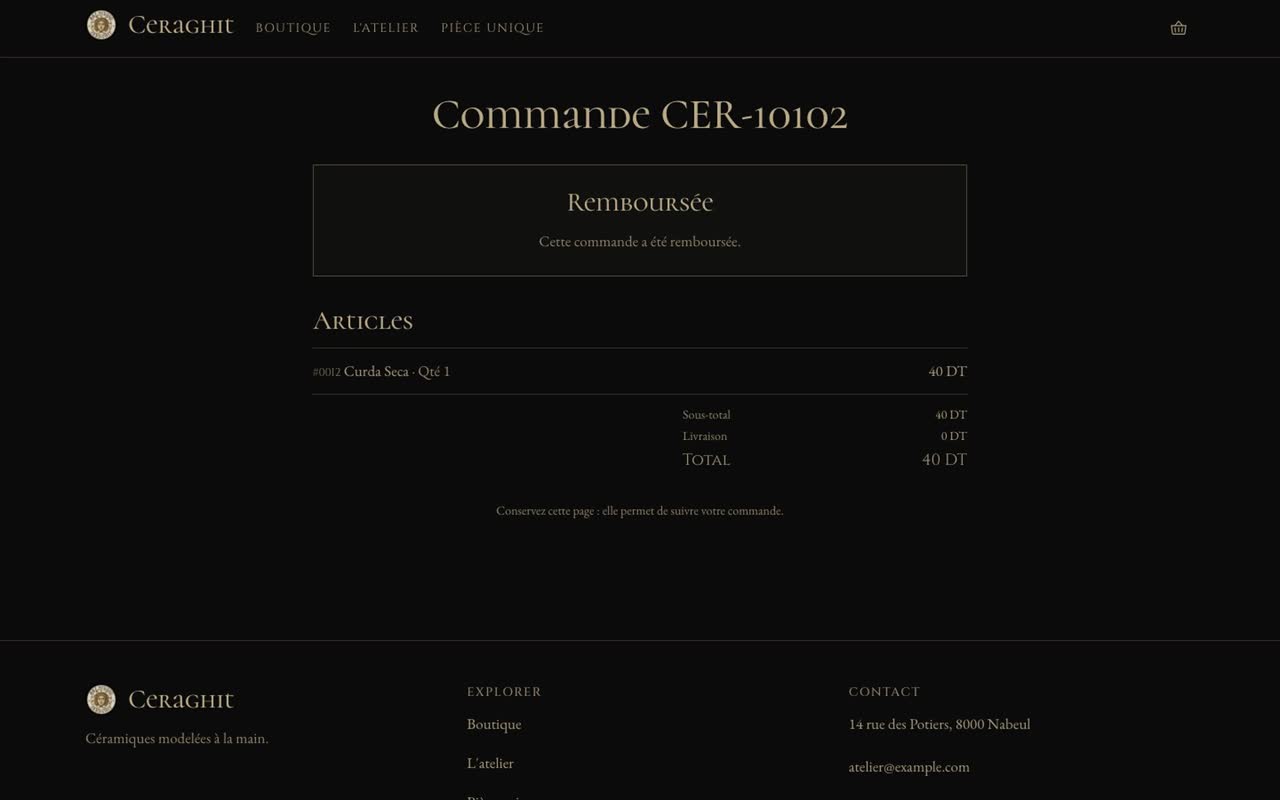 Ceraghit BOUTIQUE L'ATELIER PIÈCE UNIQUE
Commande CER-10102
Remboursée
Cette commande a été remboursée.
Articles
#0012 Curda Seca · Qté 1 40 DT
Sous-total 40 DT
Livraison 0 DT
Total 40 DT
Conservez cette page : elle permet de suivre votre commande.
Ceraghit
Céramiques modelées à la main.
EXPLORER
Boutique
L'atelier
CONTACT
14 rue des Potiers, 8000 Nabeul
atelier@example.com